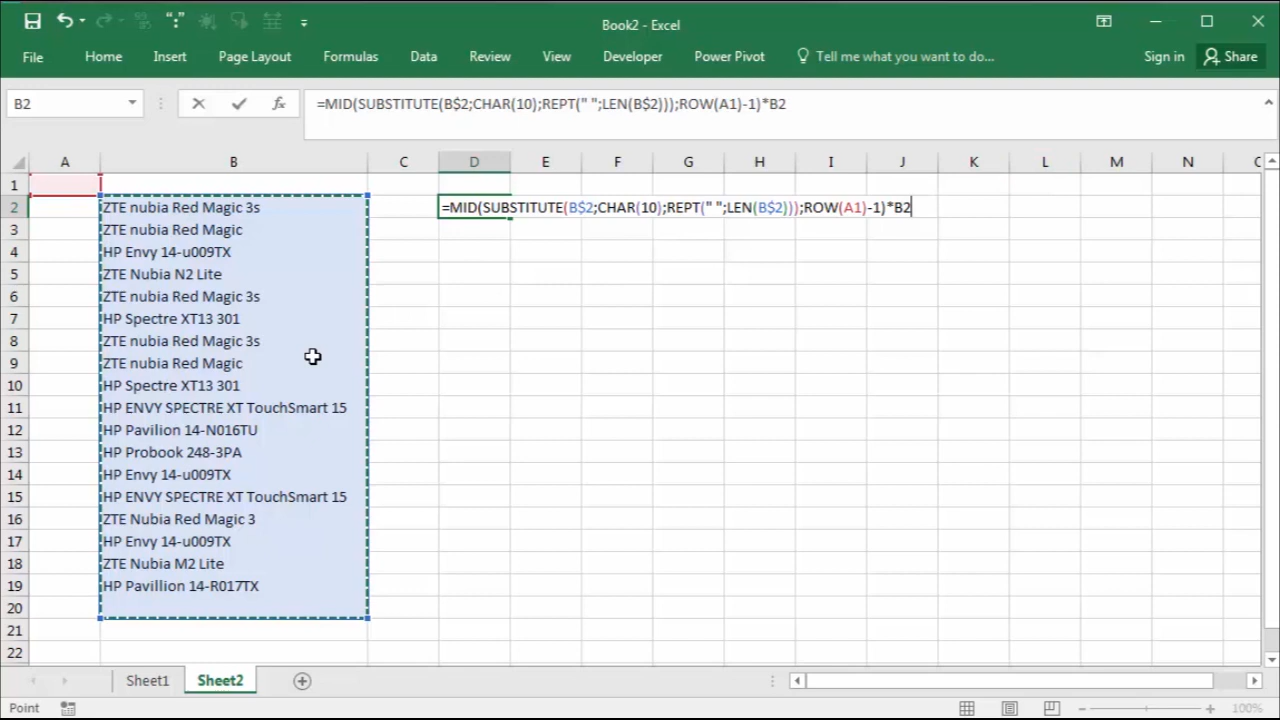 Book2 - Excel
File Home Insert Page Layout Formulas Data Review View Developer Power Pivot Tell me what you want to do... Sign in Share
B2 fx =MID(SUBSTITUTE(B$2;CHAR(10);REPT(" ";LEN(B$2)));ROW(A1)-1)*B2
A B C D E F G H I J K L M N
1
2 ZTE nubia Red Magic 3s =MID(SUBSTITUTE(B$2;CHAR(10);REPT(" ";LEN(B$2)));ROW(A1)-1)*B2
3 ZTE nubia Red Magic
4 HP Envy 14-u009TX
5 ZTE Nubia N2 Lite
6 ZTE nubia Red Magic 3s
7 HP Spectre XT13 301
8 ZTE nubia Red Magic 3s
9 ZTE nubia Red Magic
10 HP Spectre XT13 301
11 HP ENVY SPECTRE XT TouchSmart 15
12 HP Pavilion 14-N016TU
13 HP Probook 248-3PA
14 HP Envy 14-u009TX
15 HP ENVY SPECTRE XT TouchSmart 15
16 ZTE Nubia Red Magic 3
17 HP Envy 14-u009TX
18 ZTE Nubia M2 Lite
19 HP Pavillion 14-R017TX
20
21
22
Sheet1 Sheet2
Point 100%